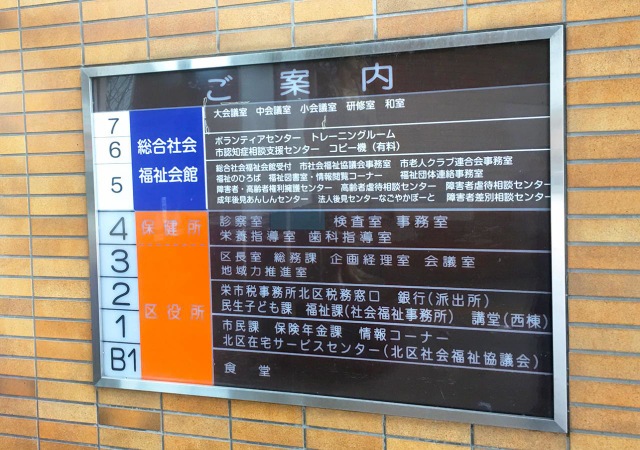 ご案内
7
大会議室 中会議室 小会議室 研修室 和室
6
総合社会
福祉会館
ボランティアセンター トレーニングルーム
市認知症相談支援センター コピー機(有料)
5
総合社会福祉会館受付 市社会福祉協議会事務室 市老人クラブ連合会事務室
福祉のひろば 福祉図書室・情報閲覧コーナー 福祉団体連絡事務室
障害者・高齢者権利擁護センター 高齢者虐待相談センター 障害者虐待相談センター
成年後見あんしんセンター 法人後見センターなごやかぽーと 障害者差別相談センター
4
保健所
診察室 検査室 事務室
栄養指導室 歯科指導室
3
区役所
区長室 総務課 企画経理室 会議室
地域力推進室
2
栄市税事務所北区税務窓口 銀行(派出所)
民生子ども課 福祉課(社会福祉事務所) 講堂(西棟)
1
市民課 保険年金課 情報コーナー
北区在宅サービスセンター(北区社会福祉協議会)
B1
食堂